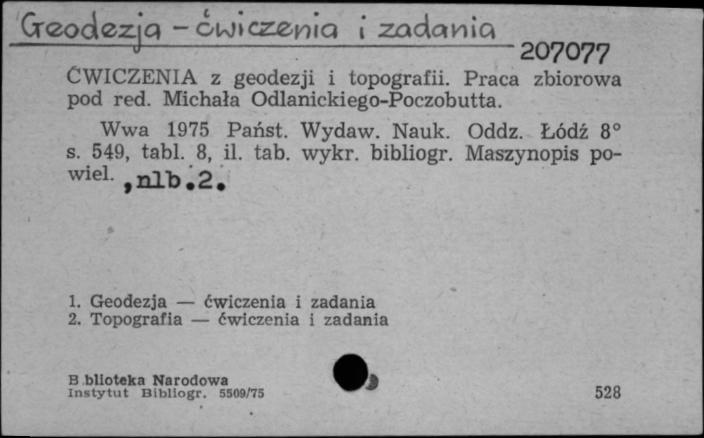 Geodezja – ćwiczenia i zadania
207077
ĆWICZENIA z geodezji i topografii. Praca zbiorowa
pod red. Michała Odlanickiego-Poczobutta.
Wwa 1975 Państ. Wydaw. Nauk. Oddz. Łódź 8°
s. 549, tabl. 8, il. tab. wykr. bibliogr. Maszynopis po-
wiel. , nlb. 2.
1. Geodezja — ćwiczenia i zadania
2. Topografia — ćwiczenia i zadania
B blioteka Narodowa
Instytut Bibliogr. 5509/75
528